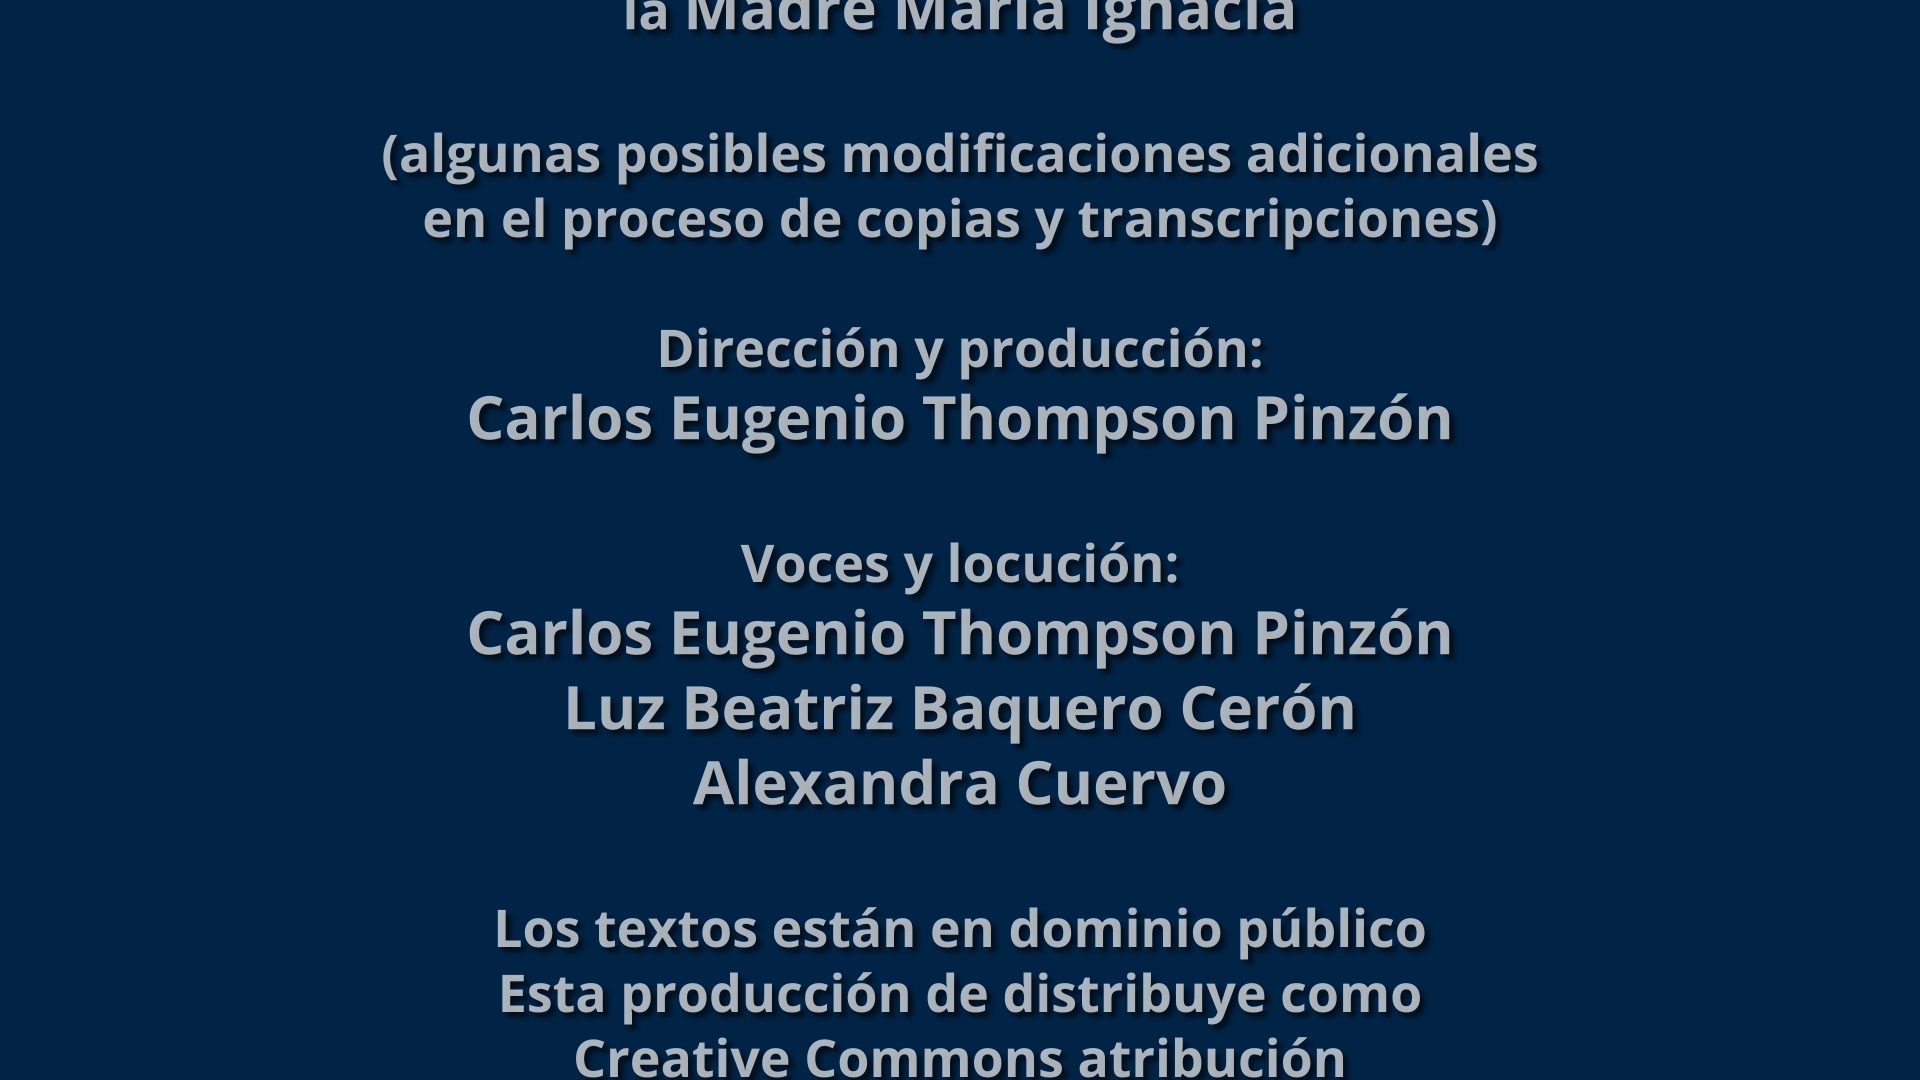 la Madre María Ignacia
(algunas posibles modificaciones adicionales
en el proceso de copias y transcripciones)
Dirección y producción:
Carlos Eugenio Thompson Pinzón
Voces y locución:
Carlos Eugenio Thompson Pinzón
Luz Beatriz Baquero Cerón
Alexandra Cuervo
Los textos están en dominio público
Esta producción de distribuye como
Creative Commons atribución